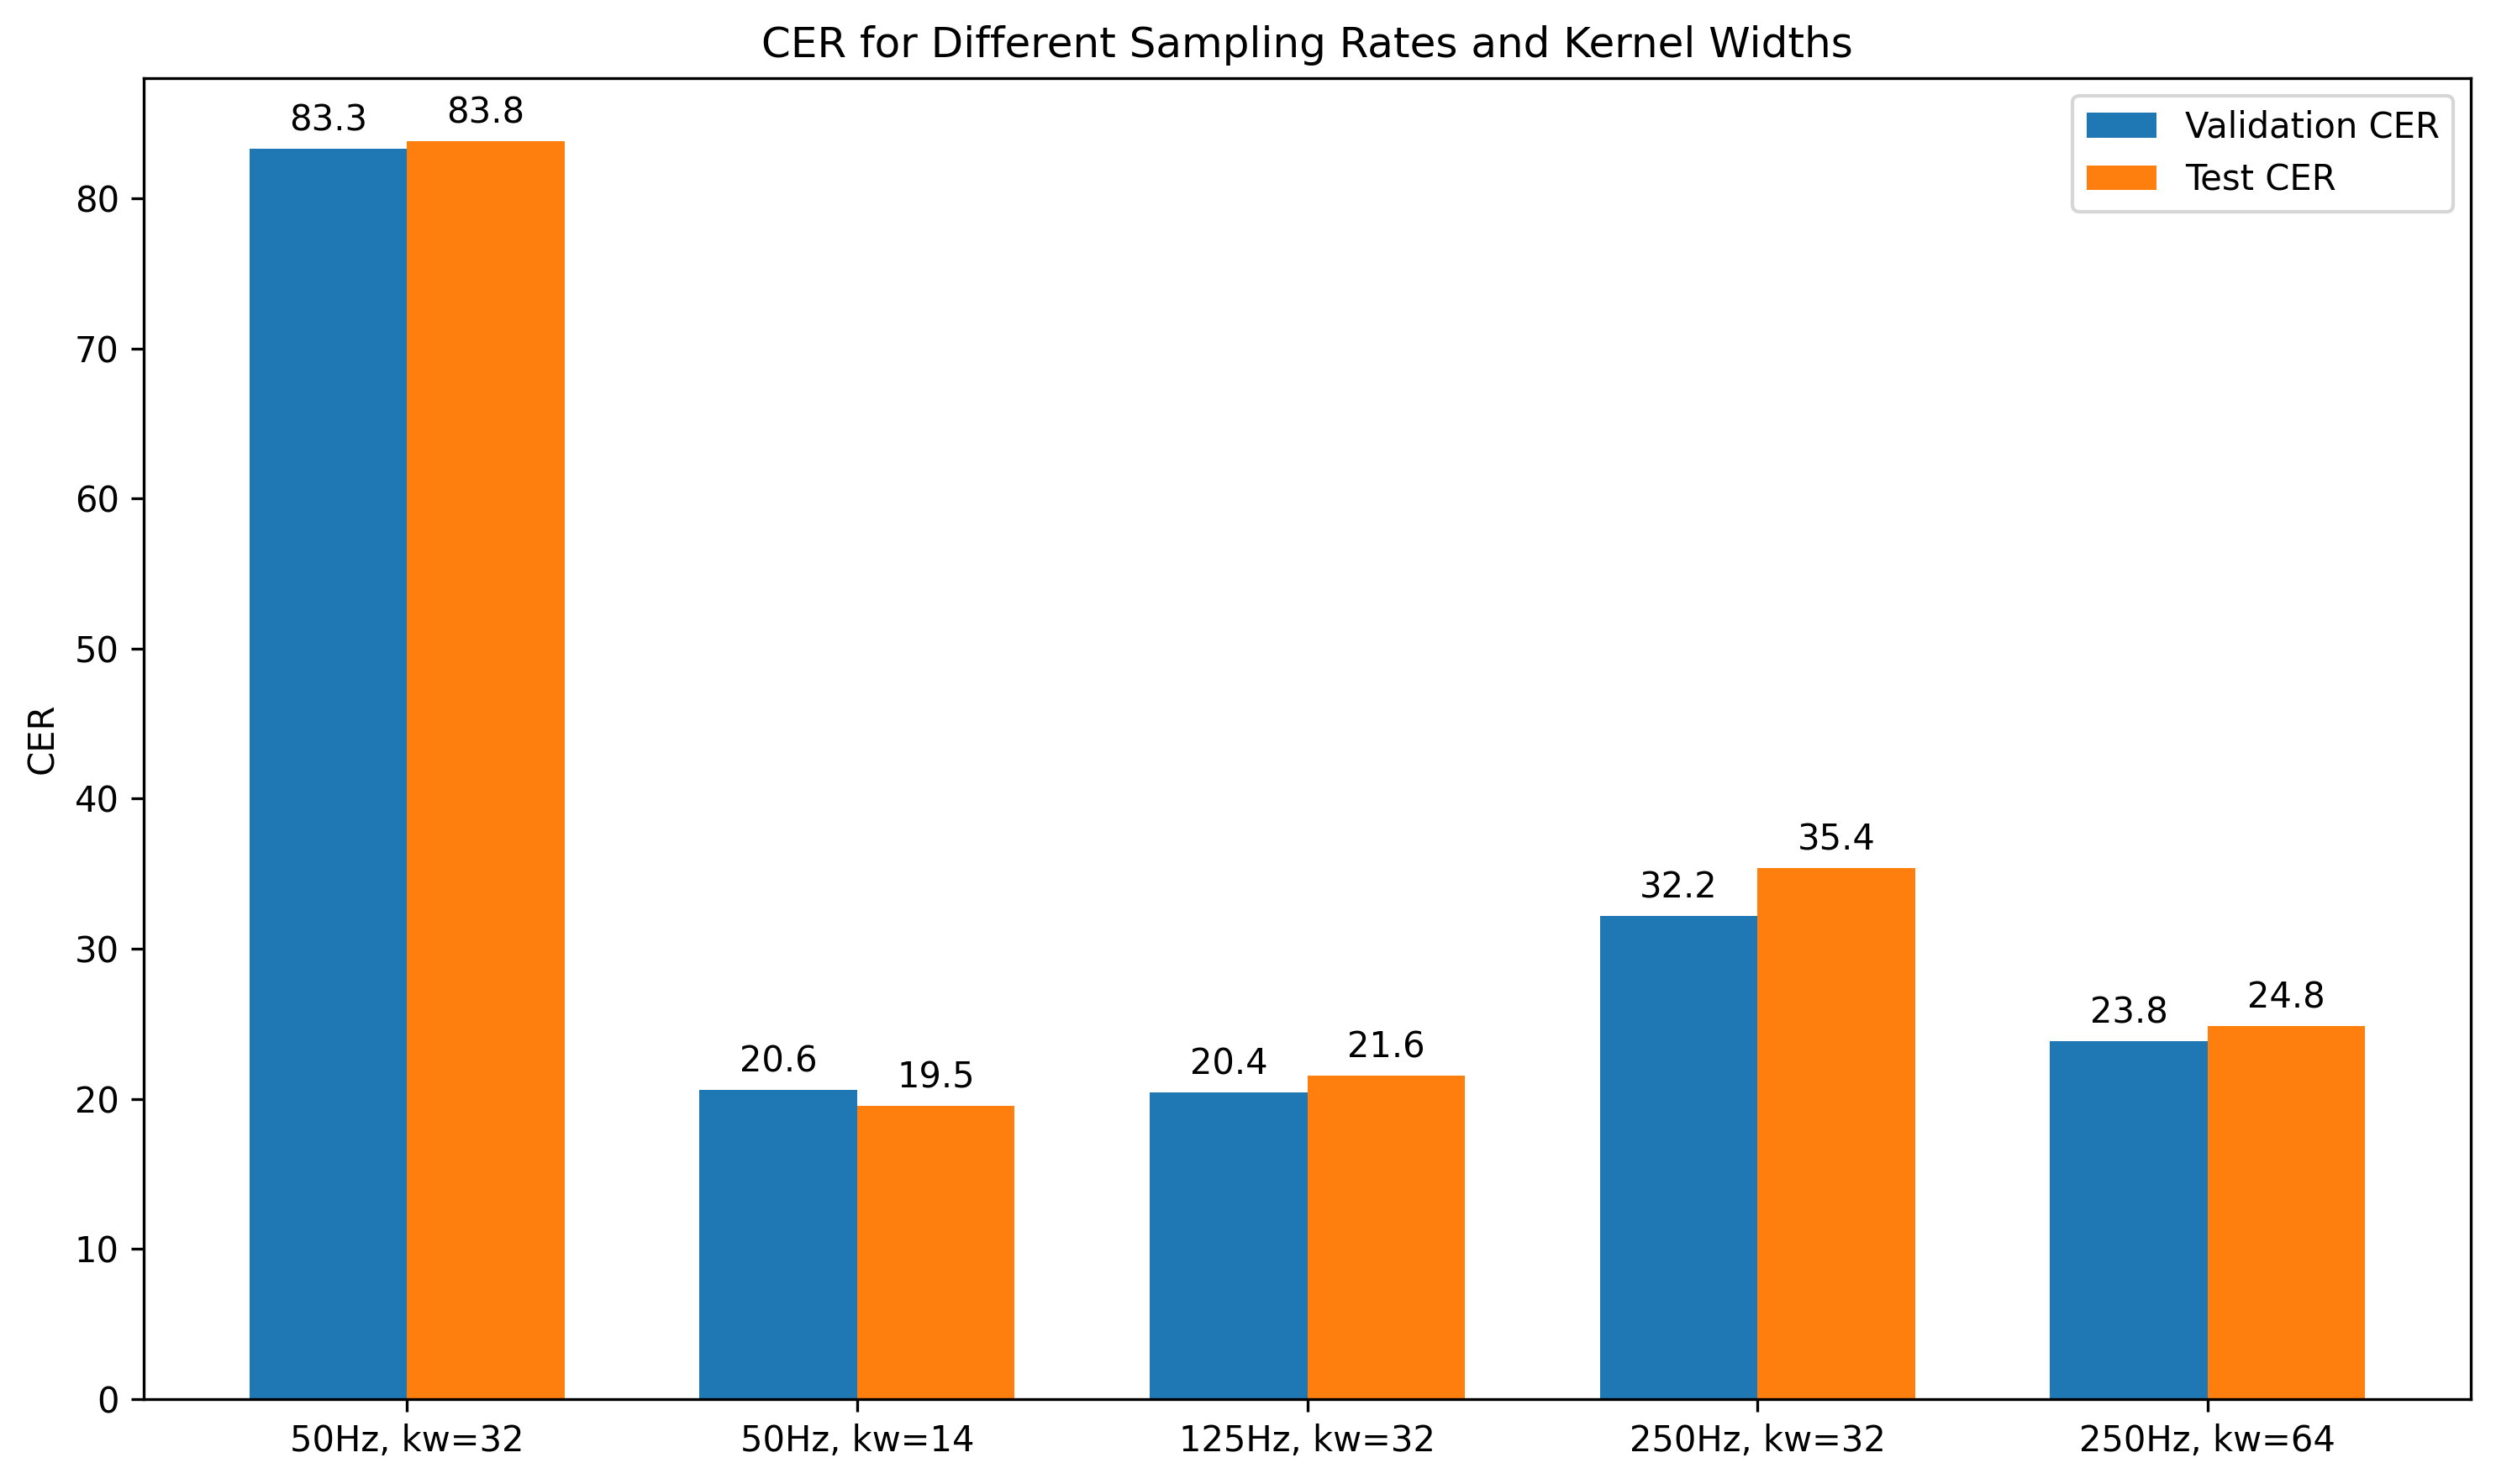 CER for Different Sampling Rates and Kernel Widths
Validation CER
Test CER
CER
80
70
60
50
40
30
20
10
0
83.3
83.8
20.6
19.5
20.4
21.6
32.2
35.4
23.8
24.8
50Hz, kw=32
50Hz, kw=14
125Hz, kw=32
250Hz, kw=32
250Hz, kw=64